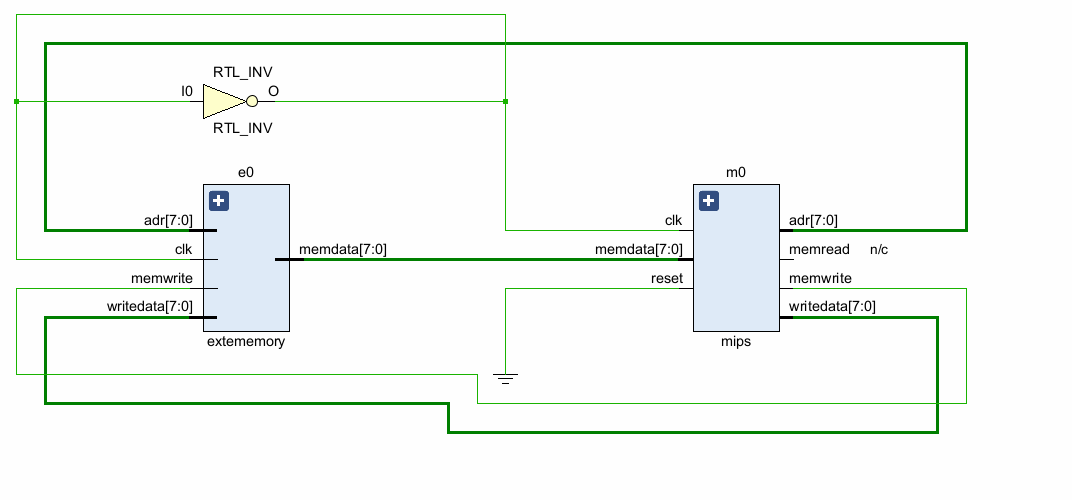 RTL_INV
I0
O
RTL_INV
e0
m0
adr[7:0]
clk
adr[7:0]
clk
memdata[7:0]
memdata[7:0]
memread n/c
memwrite
reset
memwrite
writedata[7:0]
writedata[7:0]
extememory
mips